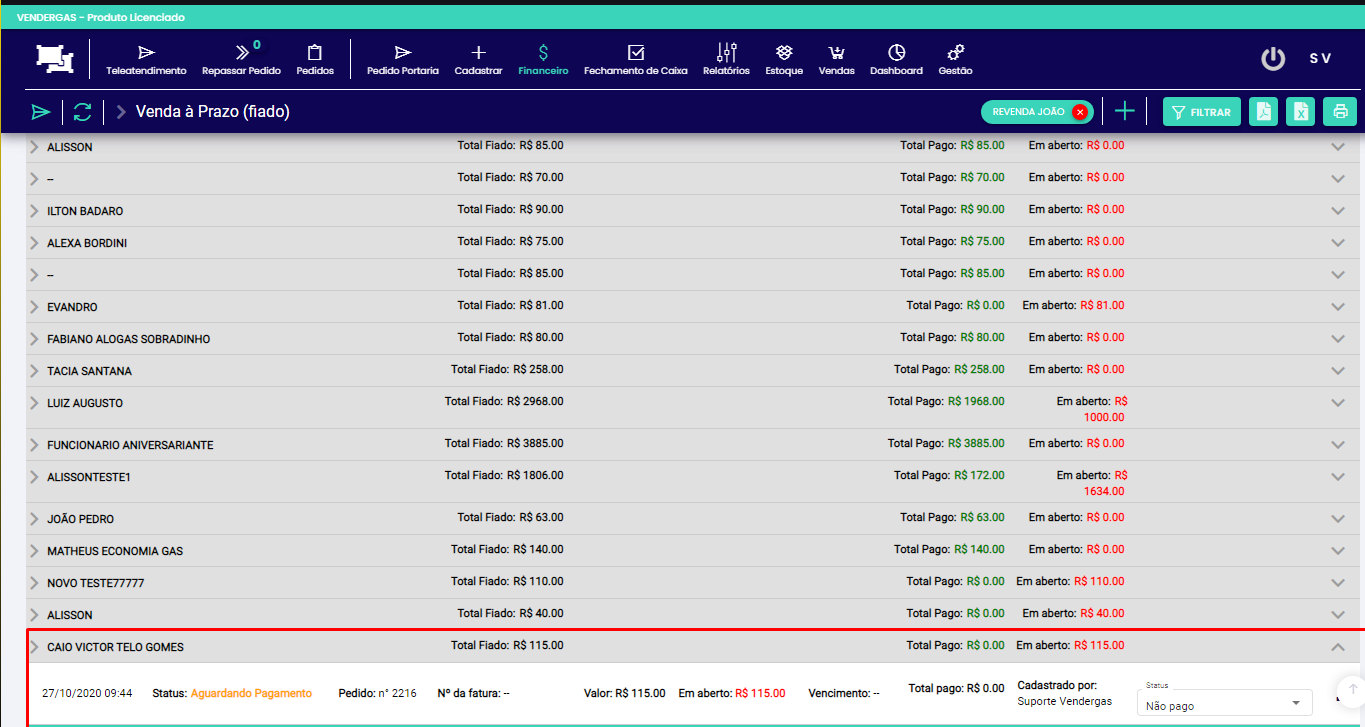 VENDERGAS - Produto Licenciado
0
Teleatendimento Repassar Pedido Pedidos Pedido Portaria Cadastrar Financeiro Fechamento de Caixa Relatórios Estoque Vendas Dashboard Gestão S V
Venda à Prazo (fiado) REVENDA JOÃO FILTRAR
ALISSON Total Fiado: R$ 85.00 Total Pago: R$ 85.00 Em aberto: R$ 0.00
-- Total Fiado: R$ 70.00 Total Pago: R$ 70.00 Em aberto: R$ 0.00
ILTON BADARO Total Fiado: R$ 90.00 Total Pago: R$ 90.00 Em aberto: R$ 0.00
ALEXA BORDINI Total Fiado: R$ 75.00 Total Pago: R$ 75.00 Em aberto: R$ 0.00
-- Total Fiado: R$ 85.00 Total Pago: R$ 85.00 Em aberto: R$ 0.00
EVANDRO Total Fiado: R$ 81.00 Total Pago: R$ 0.00 Em aberto: R$ 81.00
FABIANO ALOGAS SOBRADINHO Total Fiado: R$ 80.00 Total Pago: R$ 80.00 Em aberto: R$ 0.00
TACIA SANTANA Total Fiado: R$ 258.00 Total Pago: R$ 258.00 Em aberto: R$ 0.00
LUIZ AUGUSTO Total Fiado: R$ 2968.00 Total Pago: R$ 1968.00 Em aberto: R$
1000.00
FUNCIONARIO ANIVERSARIANTE Total Fiado: R$ 3885.00 Total Pago: R$ 3885.00 Em aberto: R$ 0.00
ALISSONTESTE1 Total Fiado: R$ 1806.00 Total Pago: R$ 172.00 Em aberto: R$
1634.00
JOÃO PEDRO Total Fiado: R$ 63.00 Total Pago: R$ 63.00 Em aberto: R$ 0.00
MATHEUS ECONOMIA GAS Total Fiado: R$ 140.00 Total Pago: R$ 140.00 Em aberto: R$ 0.00
NOVO TESTE77777 Total Fiado: R$ 110.00 Total Pago: R$ 0.00 Em aberto: R$ 110.00
ALISSON Total Fiado: R$ 40.00 Total Pago: R$ 0.00 Em aberto: R$ 40.00
CAIO VICTOR TELO GOMES Total Fiado: R$ 115.00 Total Pago: R$ 0.00 Em aberto: R$ 115.00
27/10/2020 09:44 Status: Aguardando Pagamento Pedido: n° 2216 Nº da fatura: -- Valor: R$ 115.00 Em aberto: R$ 115.00 Vencimento: -- Total pago: R$ 0.00 Cadastrado por:
Suporte Vendergas
Status
Não pago